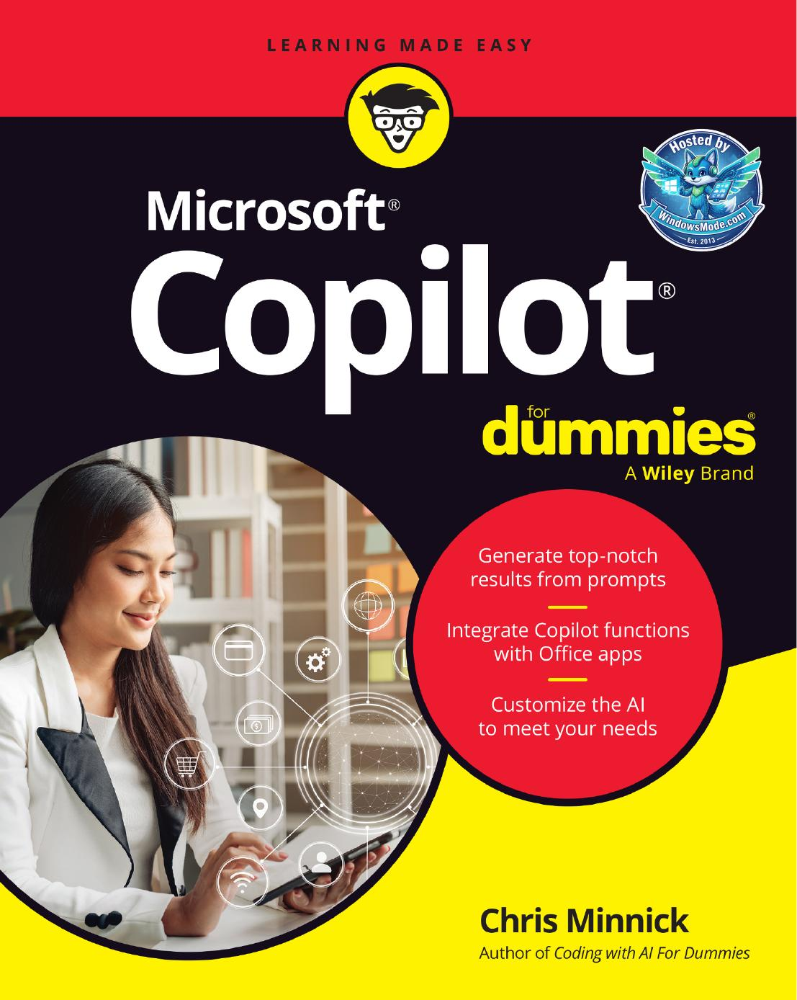 LEARNING MADE EASY
Hosted by
WindowsMode.com
Est. 2013
Microsoft®
Copilot®
for
dummies®
A Wiley Brand
Generate top-notch
results from prompts
Integrate Copilot functions
with Office apps
Customize the AI
to meet your needs
Chris Minnick
Author of Coding with AI For Dummies